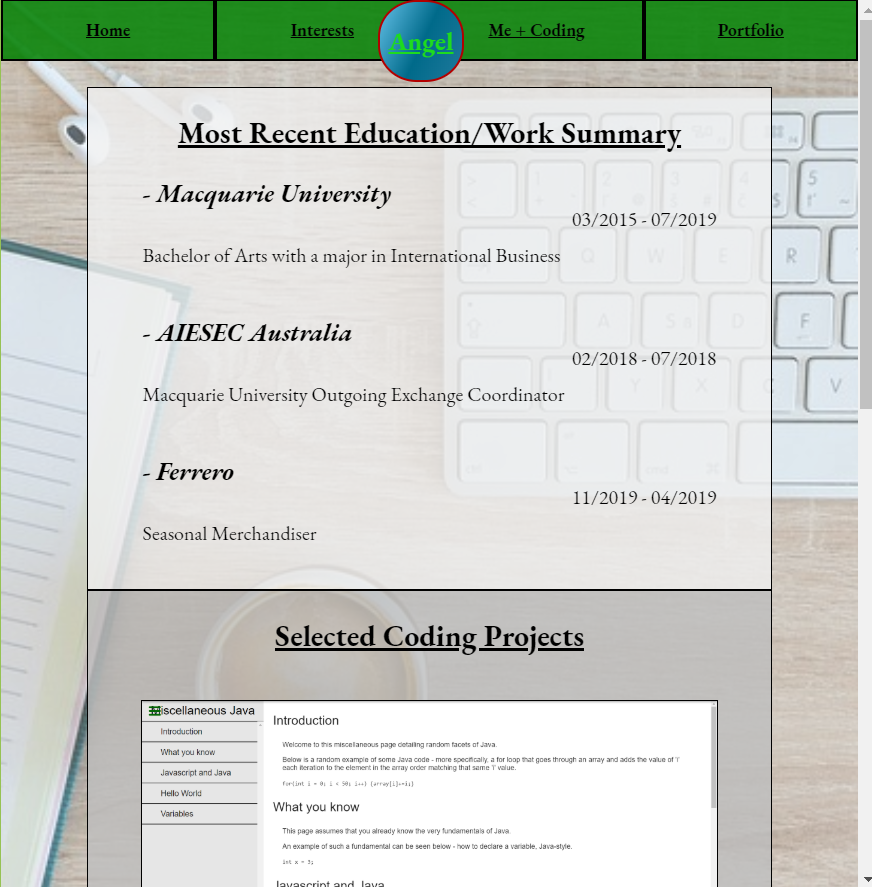 Home Interests Angel Me + Coding Portfolio
Most Recent Education/Work Summary
- Macquarie University
03/2015 - 07/2019
Bachelor of Arts with a major in International Business
- AIESEC Australia
02/2018 - 07/2018
Macquarie University Outgoing Exchange Coordinator
- Ferrero
11/2019 - 04/2019
Seasonal Merchandiser
Selected Coding Projects
iscellaneous Java
Introduction
What you know
Javascript and Java
Hello World
Variables
Introduction
Welcome to this miscellaneous page detailing random facets of Java.
Below is a random example of some Java code - more specifically, a for loop that goes through an array and adds the value of 'i'
each iteration to the element in the array order matching that same 'i' value.
for(int i = 0; i < 50; i++) {array[i]+=i;}
What you know
This page assumes that you already know the very fundamentals of Java.
An example of such a fundamental can be seen below - how to declare a variable, Java-style.
int x = 3;
Javascript and Java